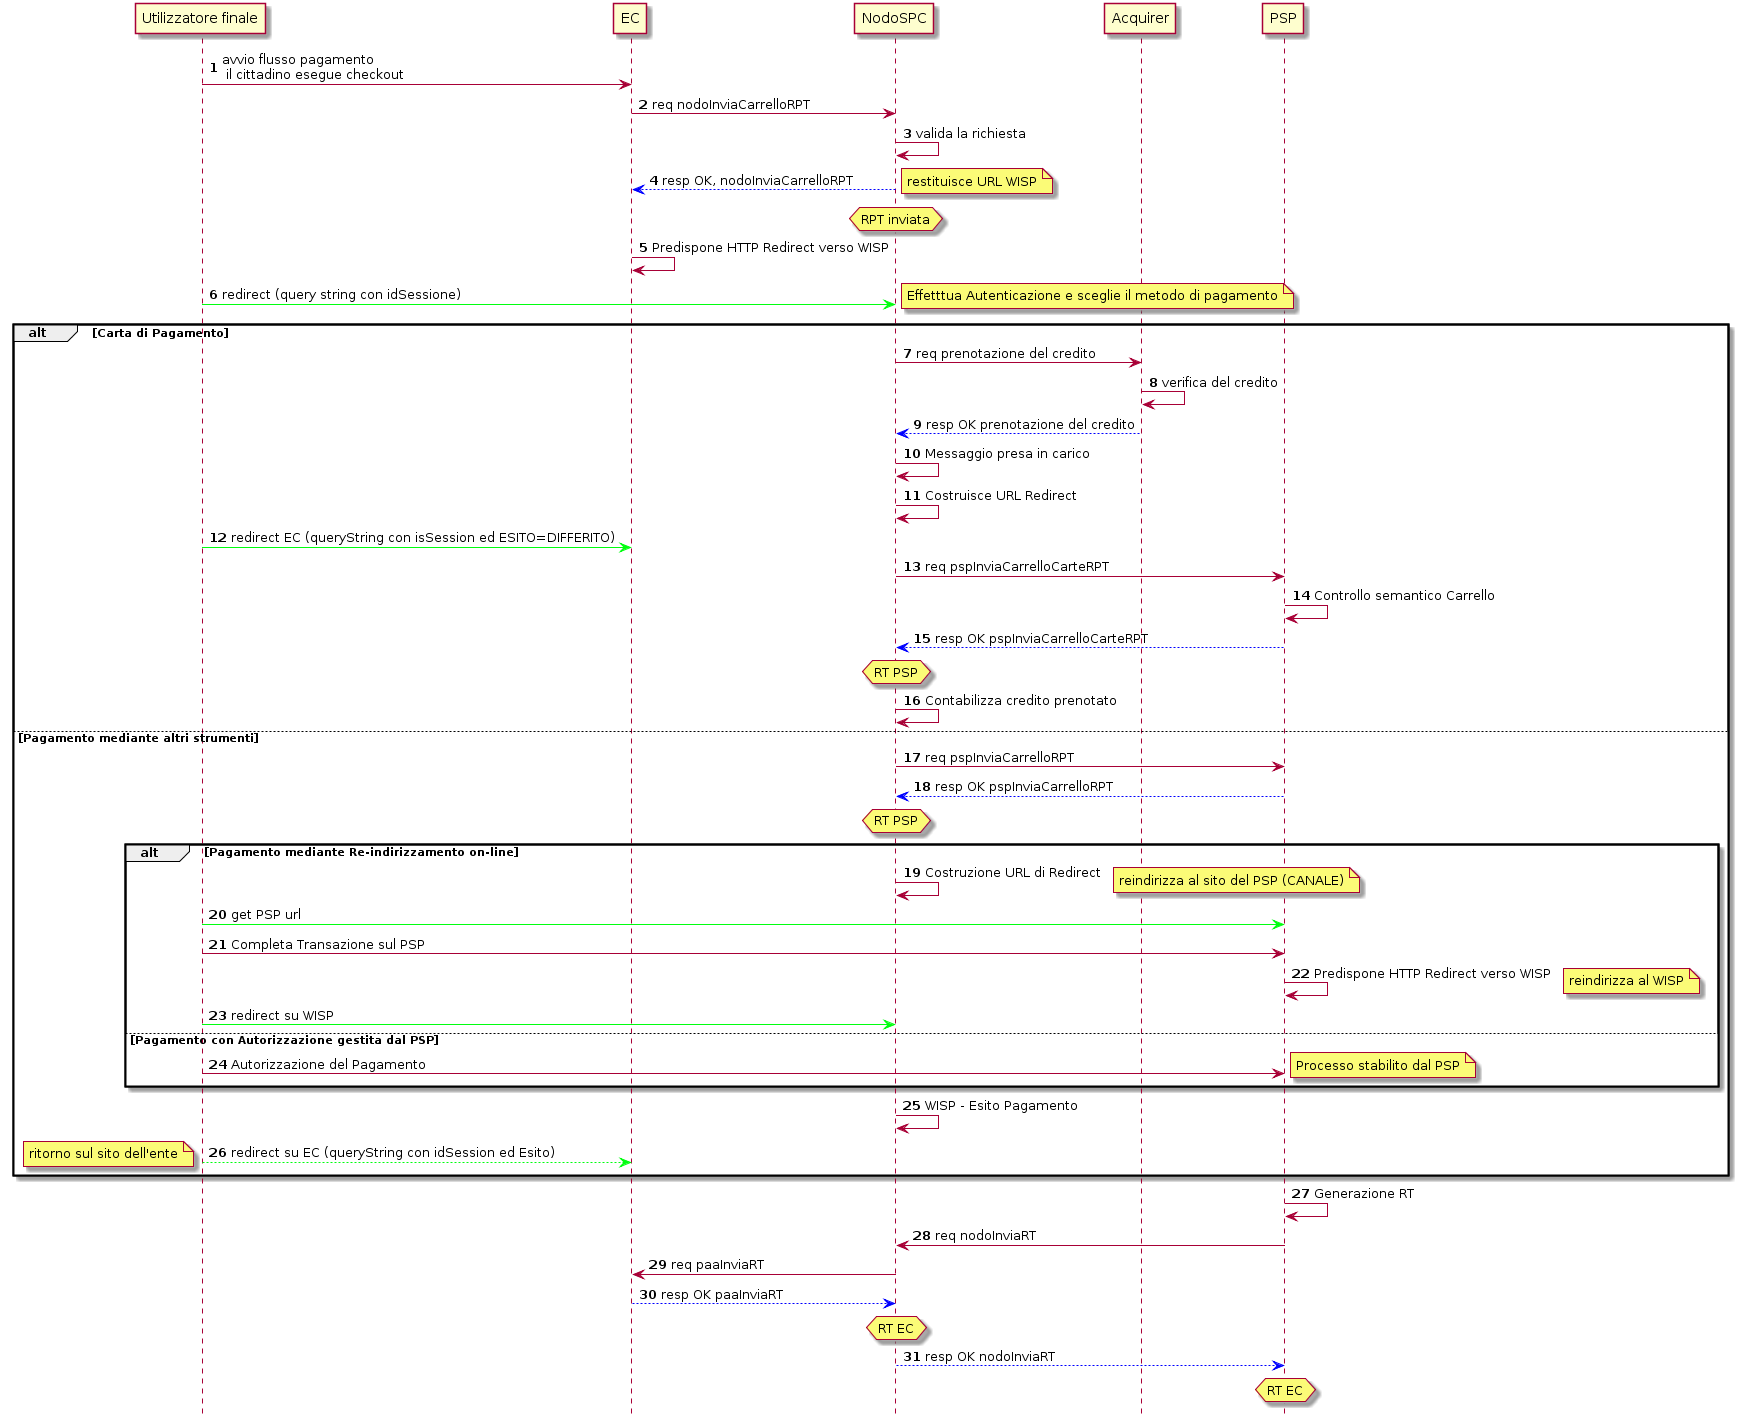 Utilizzatore finale
EC
NodoSPC
Acquirer
PSP
1 avvio flusso pagamento
il cittadino esegue checkout
2 req nodoInviaCarrelloRPT
3 valida la richiesta
4 resp OK, nodoInviaCarrelloRPT
restituisce URL WISP
RPT inviata
5 Predispone HTTP Redirect verso WISP
6 redirect (query string con idSessione)
Effetttua Autenticazione e sceglie il metodo di pagamento
alt [Carta di Pagamento]
7 req prenotazione del credito
8 verifica del credito
9 resp OK prenotazione del credito
10 Messaggio presa in carico
11 Costruisce URL Redirect
12 redirect EC (queryString con isSession ed ESITO=DIFFERITO)
13 req pspInviaCarrelloCarteRPT
14 Controllo semantico Carrello
15 resp OK pspInviaCarrelloCarteRPT
RT PSP
16 Contabilizza credito prenotato
[Pagamento mediante altri strumenti]
17 req pspInviaCarrelloRPT
18 resp OK pspInviaCarrelloRPT
RT PSP
alt [Pagamento mediante Re-indirizzamento on-line]
19 Costruzione URL di Redirect
reindirizza al sito del PSP (CANALE)
20 get PSP url
21 Completa Transazione sul PSP
22 Predispone HTTP Redirect verso WISP
reindirizza al WISP
23 redirect su WISP
[Pagamento con Autorizzazione gestita dal PSP]
24 Autorizzazione del Pagamento
Processo stabilito dal PSP
25 WISP - Esito Pagamento
ritorno sul sito dell'ente
26 redirect su EC (queryString con idSession ed Esito)
27 Generazione RT
28 req nodoInviaRT
29 req paaInviaRT
30 resp OK paaInviaRT
RT EC
31 resp OK nodoInviaRT
RT EC